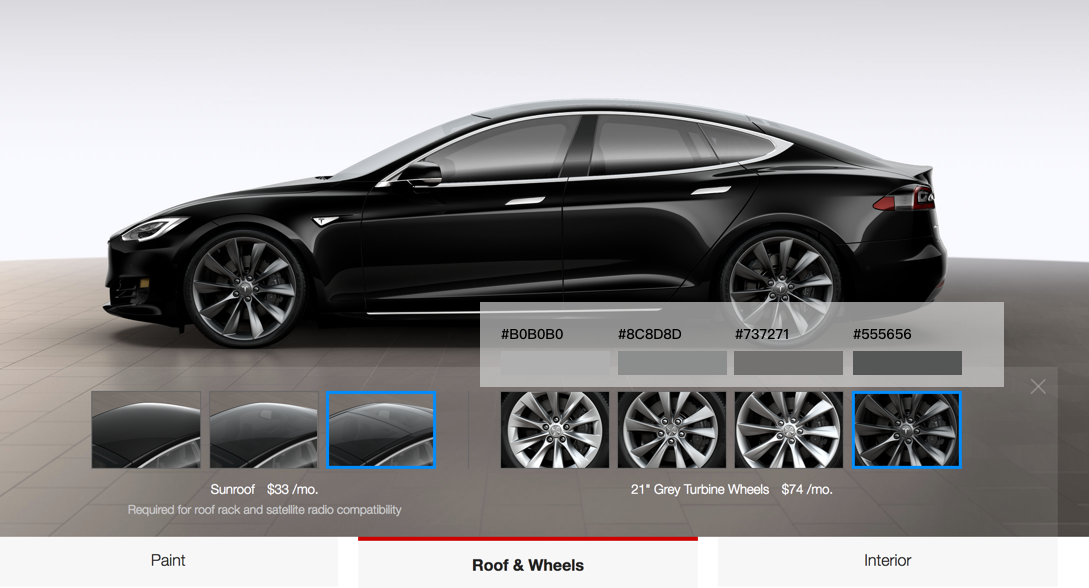 #B0B0B0 #8C8D8D #737271 #555656
Sunroof $33 /mo.
Required for roof rack and satellite radio compatibility
21" Grey Turbine Wheels $74 /mo.
Paint
Roof & Wheels
Interior